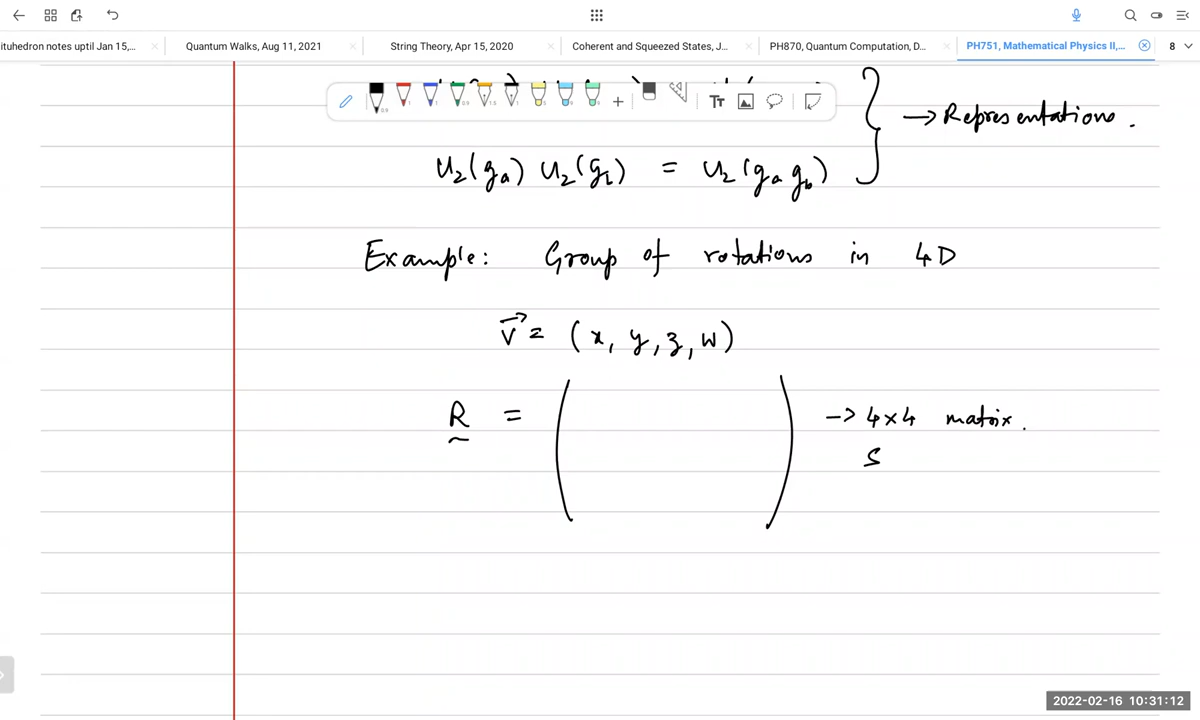 ituhedron notes uptil Jan 15,... Quantum Walks, Aug 11, 2021 String Theory, Apr 15, 2020 Coherent and Squeezed States, J... PH870, Quantum Computation, D... PH751, Mathematical Physics II,... 8
→ Representations.
U₂(gₐ) U₂(g_b) = U₂(gₐ g_b)
Example: Group of rotations in 4D
v⃗ = (x, y, z, w)
R = ( ) → 4×4 matrix.
S
2022-02-16 10:31:12